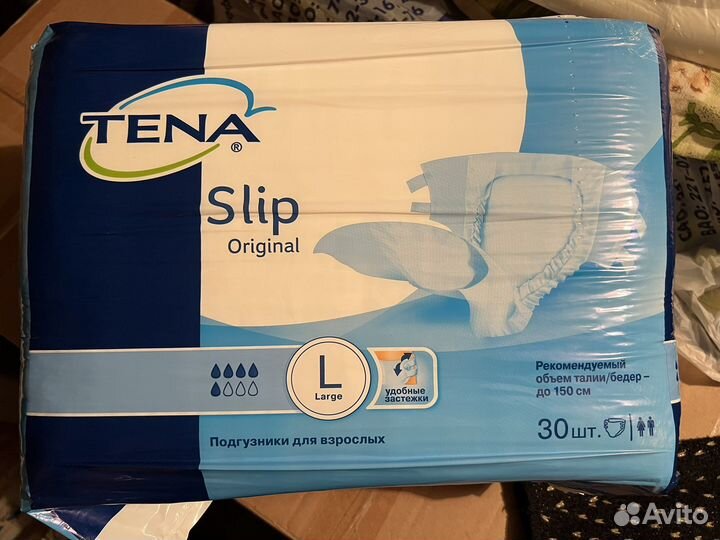 TENA®
Slip
Original
L
Large
удобные
застежки
Рекомендуемый
объем талии/бедер –
до 150 см
Подгузники для взрослых
30 шт.
Avito